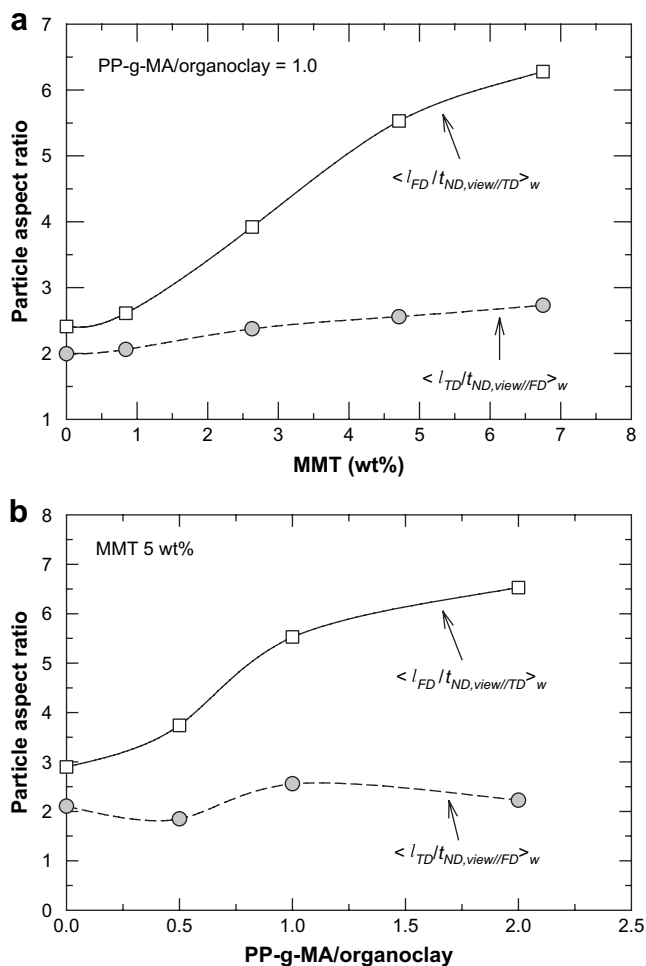 a
7
6
5
4
3
2
1
Particle aspect ratio
PP-g-MA/organoclay = 1.0
< l_FD /t_ND,view//TD >_w
< l_TD /t_ND,view//FD >_w
0 1 2 3 4 5 6 7 8
MMT (wt%)
b
8
7
6
5
4
3
2
1
0
Particle aspect ratio
MMT 5 wt%
< l_FD /t_ND,view//TD >_w
< l_TD /t_ND,view//FD >_w
0.0 0.5 1.0 1.5 2.0 2.5
PP-g-MA/organoclay